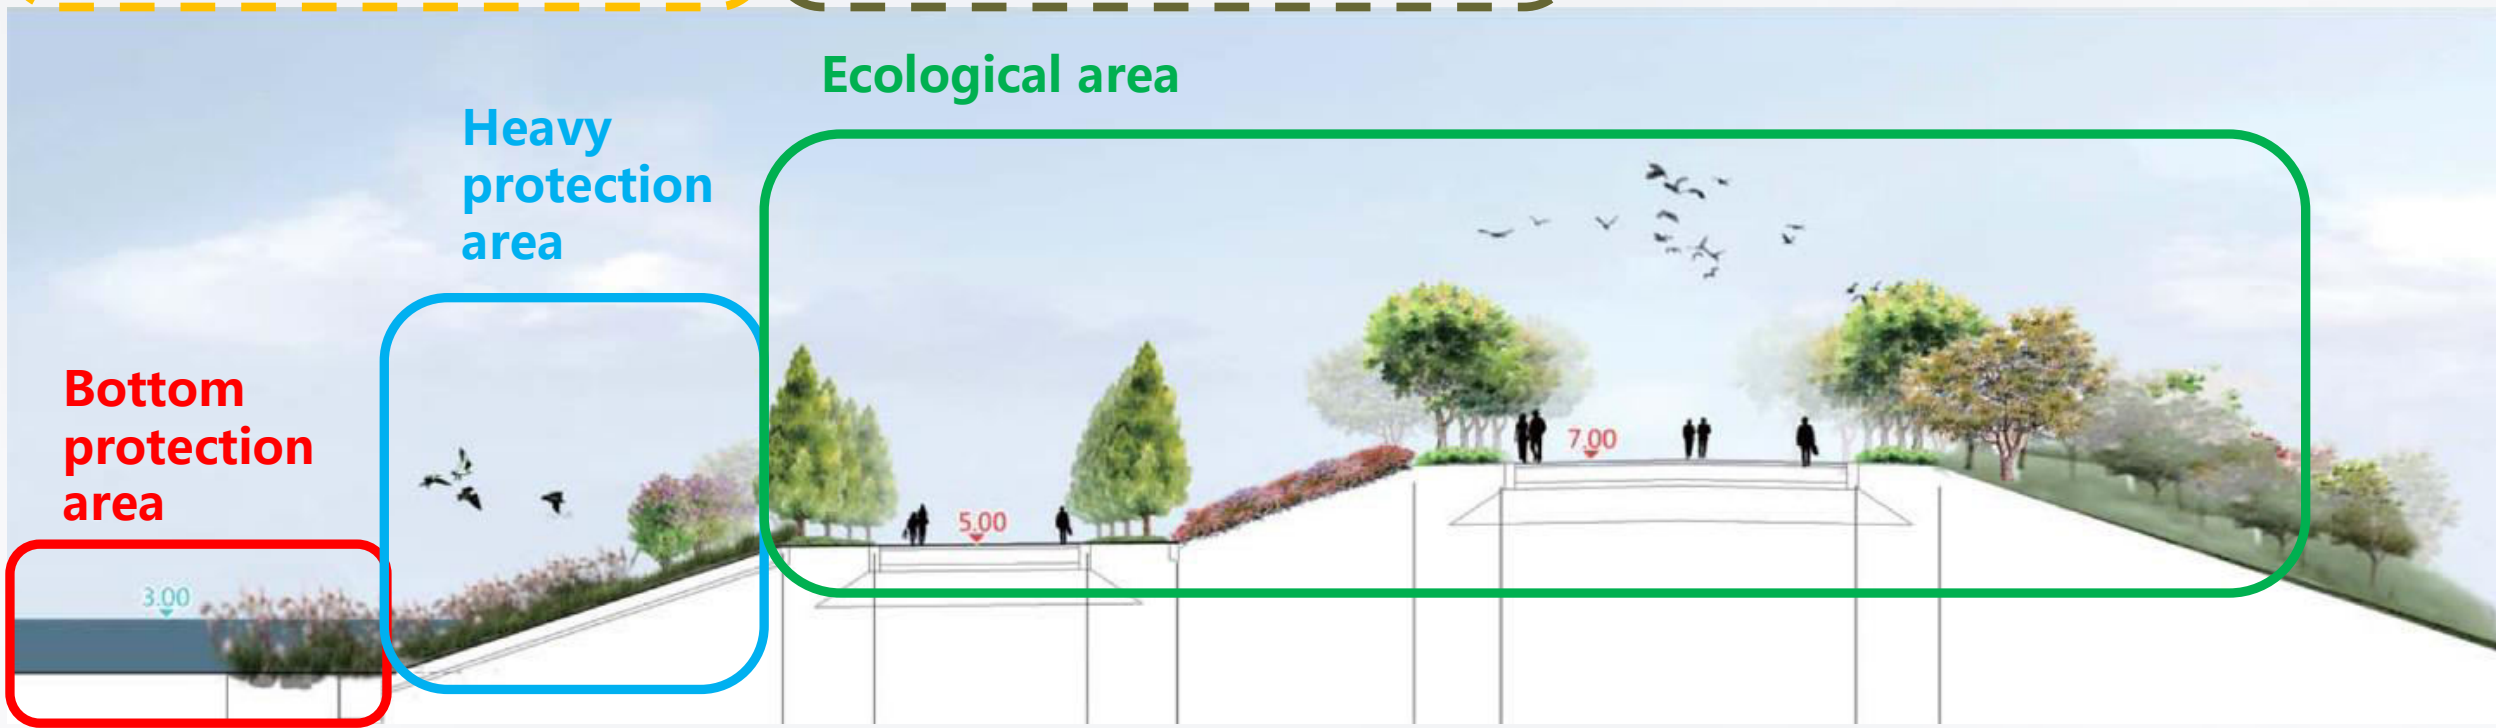 Ecological area
Heavy
protection
area
Bottom
protection
area
7.00
5.00
3.00